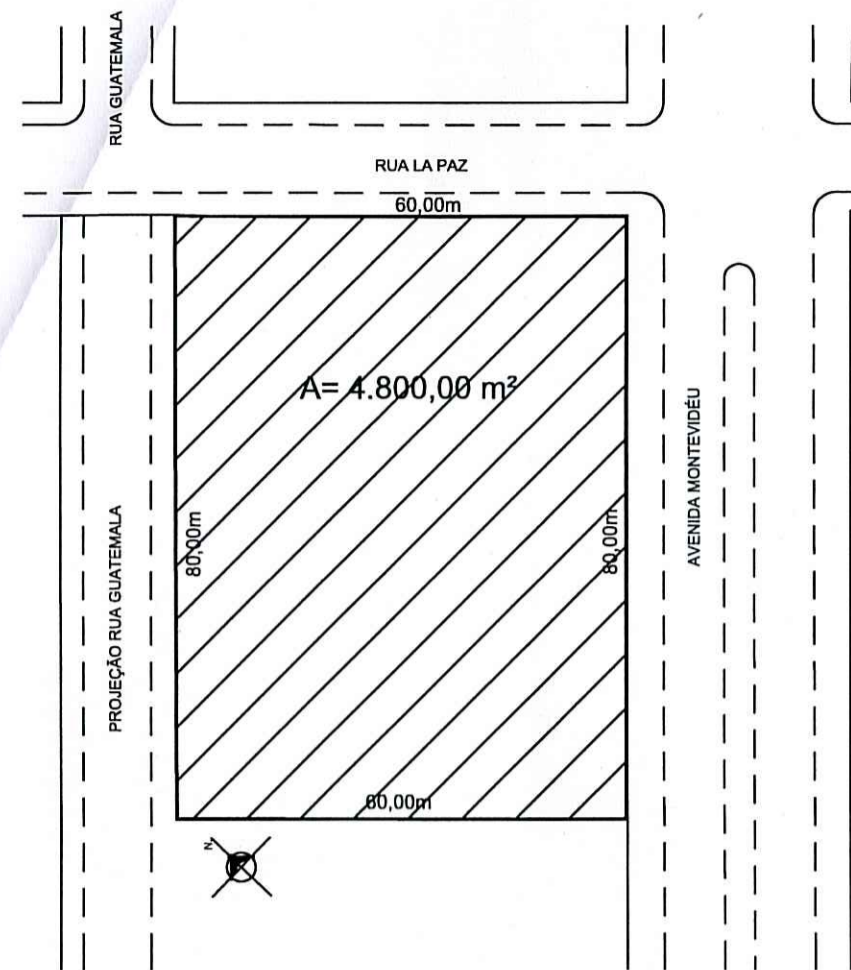 RUA GUATEMALA
RUA LA PAZ
60,00m
A= 4.800,00 m²
80,00m
80,00m
AVENIDA MONTEVIDÉU
PROJEÇÃO RUA GUATEMALA
60,00m
N